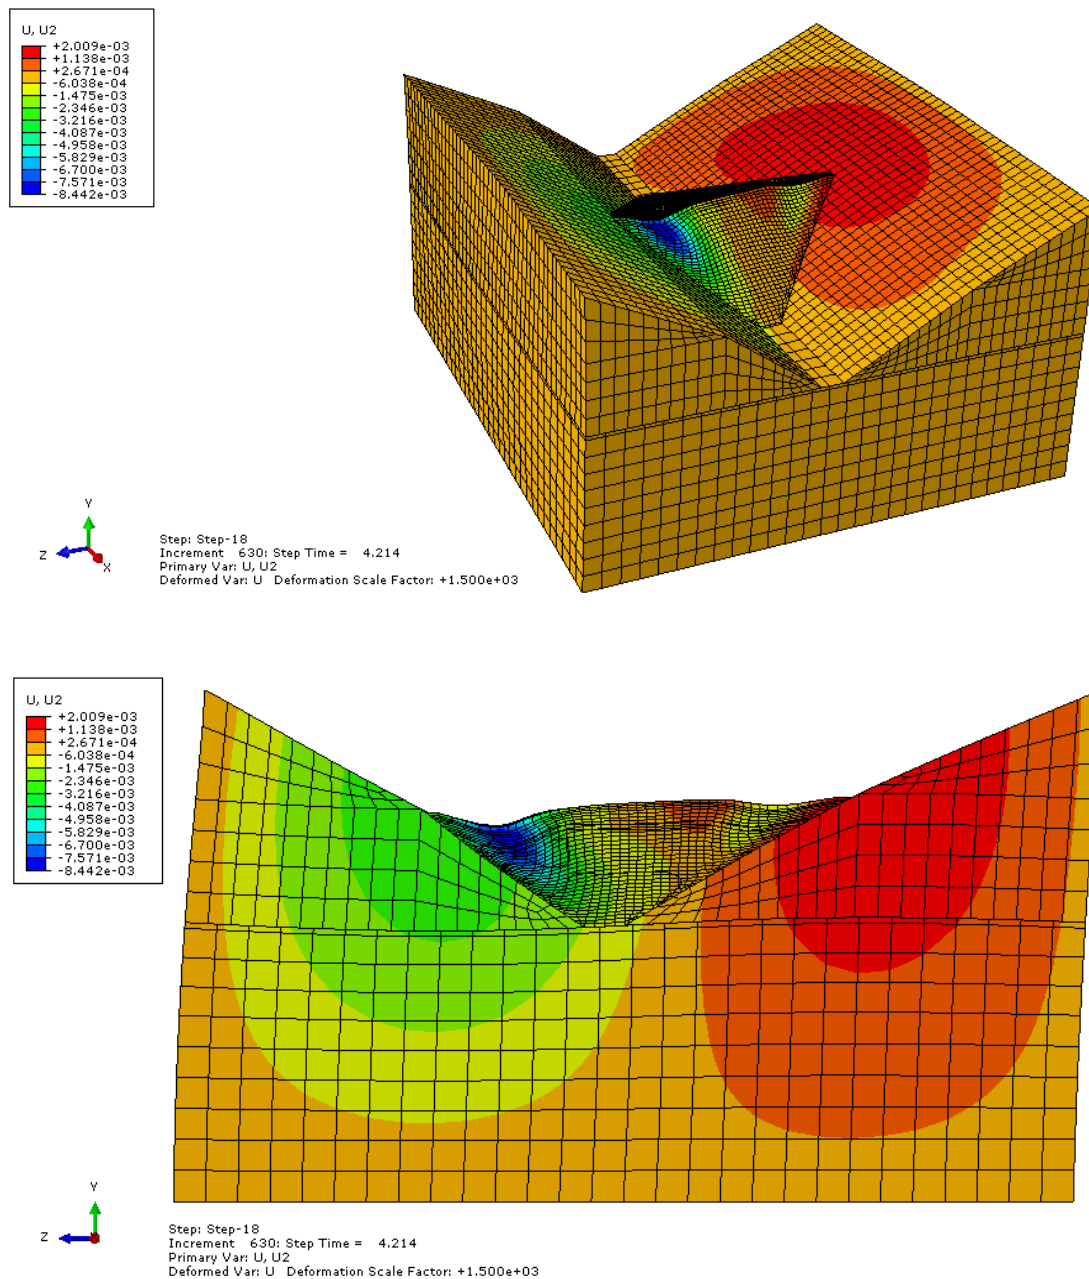 U, U2
+2.009e-03
+1.138e-03
+2.671e-04
-6.038e-04
-1.475e-03
-2.346e-03
-3.216e-03
-4.087e-03
-4.958e-03
-5.829e-03
-6.700e-03
-7.571e-03
-8.442e-03
Y
Z
X
Step: Step-18
Increment 630: Step Time = 4.214
Primary Var: U, U2
Deformed Var: U Deformation Scale Factor: +1.500e+03
U, U2
+2.009e-03
+1.138e-03
+2.671e-04
-6.038e-04
-1.475e-03
-2.346e-03
-3.216e-03
-4.087e-03
-4.958e-03
-5.829e-03
-6.700e-03
-7.571e-03
-8.442e-03
Y
Z
Step: Step-18
Increment 630: Step Time = 4.214
Primary Var: U, U2
Deformed Var: U Deformation Scale Factor: +1.500e+03